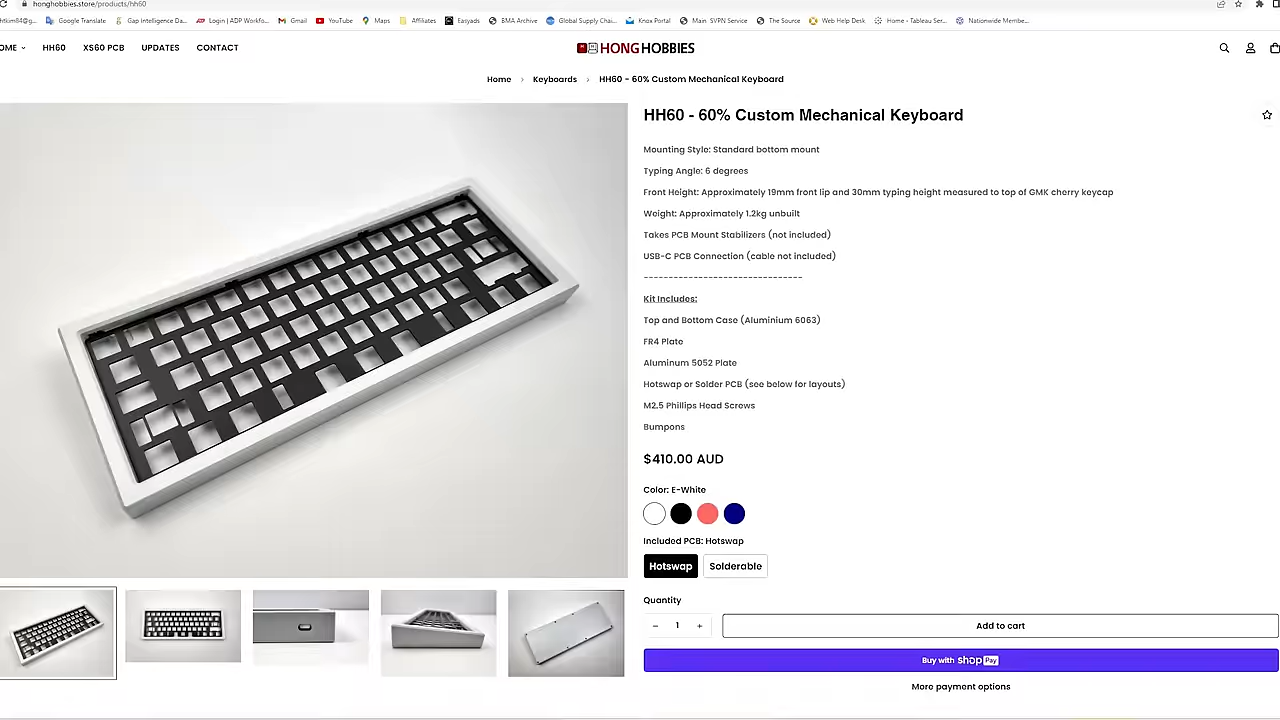 honghobbies.store/products/hh60
Google Translate
Gap Intelligence Da...
Login | ADP Workfo...
Gmail
YouTube
Maps
Affiliates
Easyads
BMA Archive
Global Supply Chai...
Knox Portal
Main: SVPN Service
The Source
Web Help Desk
Home - Tableau Ser...
Nationwide Membe...
OME
HH60
XS60 PCB
UPDATES
CONTACT
HONGHOBBIES
Home › Keyboards › HH60 - 60% Custom Mechanical Keyboard
HH60 - 60% Custom Mechanical Keyboard
Mounting Style: Standard bottom mount
Typing Angle: 6 degrees
Front Height: Approximately 19mm front lip and 30mm typing height measured to top of GMK cherry keycap
Weight: Approximately 1.2kg unbuilt
Takes PCB Mount Stabilizers (not included)
USB-C PCB Connection (cable not included)
--------------------------------
Kit Includes:
Top and Bottom Case (Aluminium 6063)
FR4 Plate
Aluminum 5052 Plate
Hotswap or Solder PCB (see below for layouts)
M2.5 Phillips Head Screws
Bumpons
$410.00 AUD
Color: E-White
Included PCB: Hotswap
Hotswap
Solderable
Quantity
− 1 +
Add to cart
Buy with shop Pay
More payment options